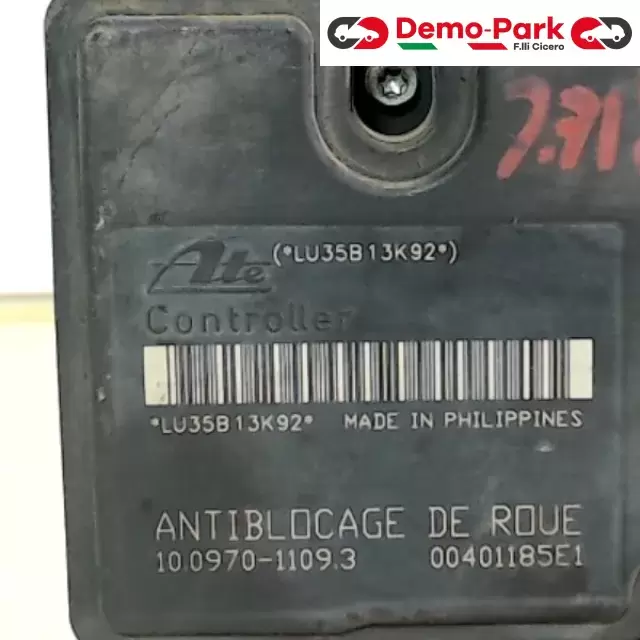 Demo-Park
F.lli Cicero
Ate (*LU35B13K92*)
Controller
*LU35B13K92* MADE IN PHILIPPINES
ANTIBLOCAGE DE ROUE
10.0970-1109.3 00401185E1